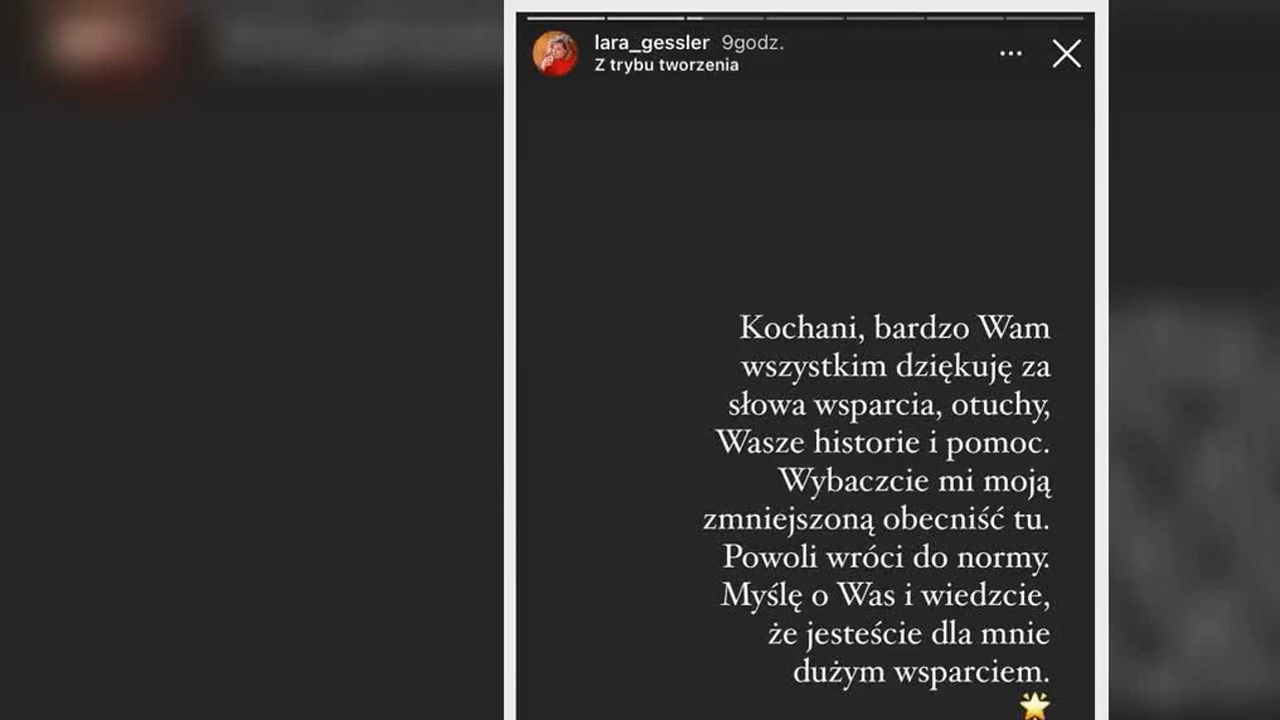 lara_gessler 9godz.
Z trybu tworzenia
Kochani, bardzo Wam
wszystkim dziękuję za
słowa wsparcia, otuchy,
Wasze historie i pomoc.
Wybaczcie mi moją
zmniejszoną obecniść tu.
Powoli wróci do normy.
Myślę o Was i wiedzcie,
że jesteście dla mnie
dużym wsparciem.
🌟